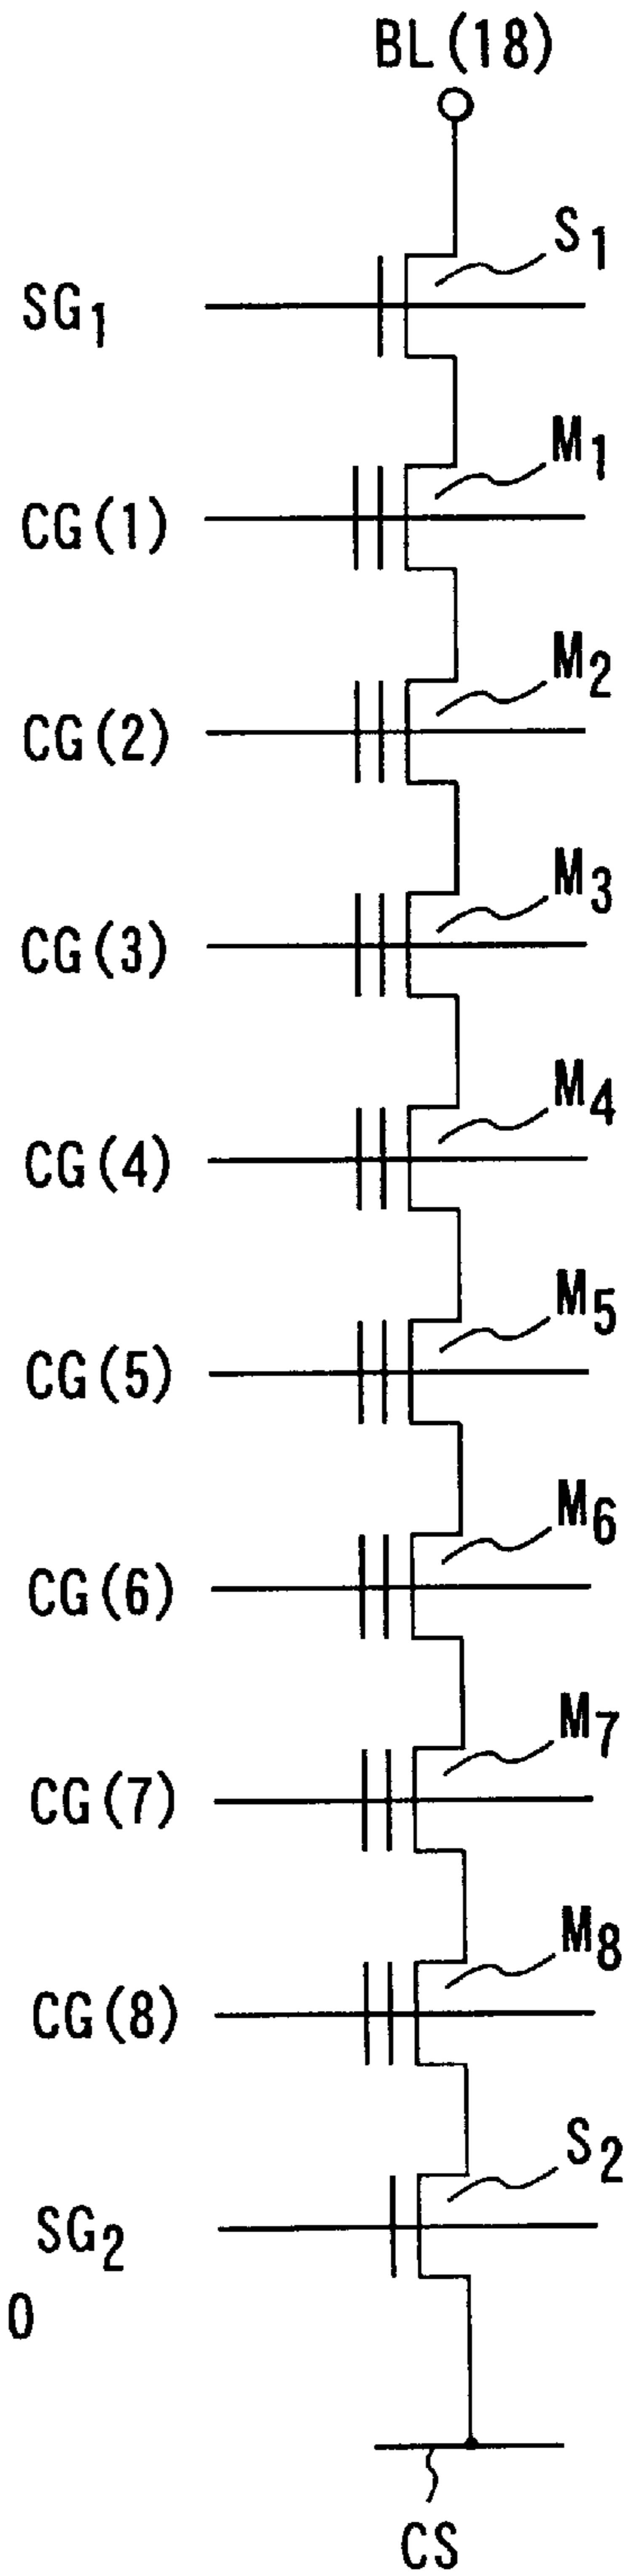 BL(18)
S1
SG1
M1
CG(1)
M2
CG(2)
M3
CG(3)
M4
CG(4)
M5
CG(5)
M6
CG(6)
M7
CG(7)
M8
CG(8)
S2
SG2
0
CS